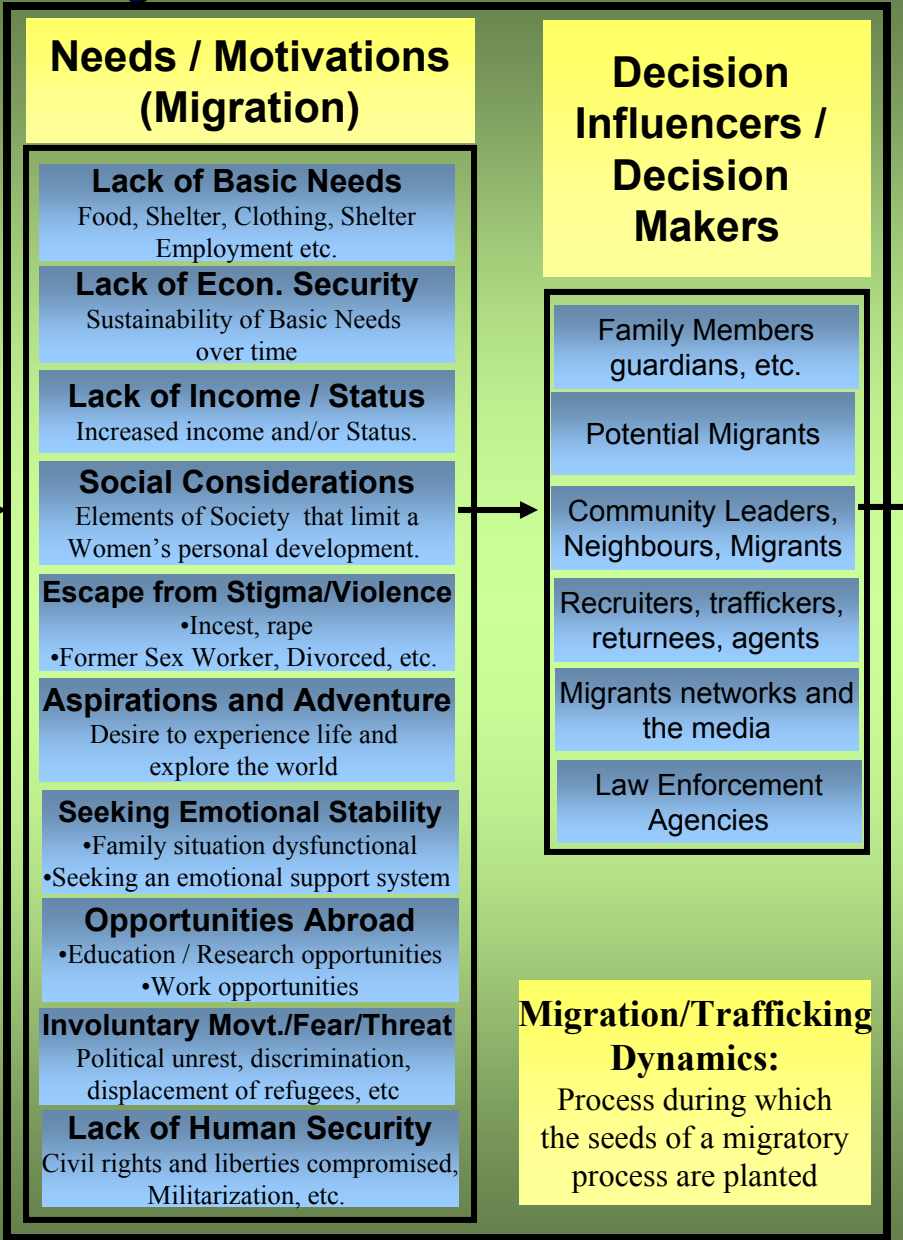 Needs / Motivations
(Migration)
Lack of Basic Needs
Food, Shelter, Clothing, Shelter
Employment etc.
Lack of Econ. Security
Sustainability of Basic Needs
over time
Lack of Income / Status
Increased income and/or Status.
Social Considerations
Elements of Society that limit a
Women’s personal development.
Escape from Stigma/Violence
•Incest, rape
•Former Sex Worker, Divorced, etc.
Aspirations and Adventure
Desire to experience life and
explore the world
Seeking Emotional Stability
•Family situation dysfunctional
•Seeking an emotional support system
Opportunities Abroad
•Education / Research opportunities
•Work opportunities
Involuntary Movt./Fear/Threat
Political unrest, discrimination,
displacement of refugees, etc
Lack of Human Security
Civil rights and liberties compromised,
Militarization, etc.
Decision
Influencers /
Decision
Makers
Family Members
guardians, etc.
Potential Migrants
Community Leaders,
Neighbours, Migrants
Recruiters, traffickers,
returnees, agents
Migrants networks and
the media
Law Enforcement
Agencies
Migration/Trafficking
Dynamics:
Process during which
the seeds of a migratory
process are planted